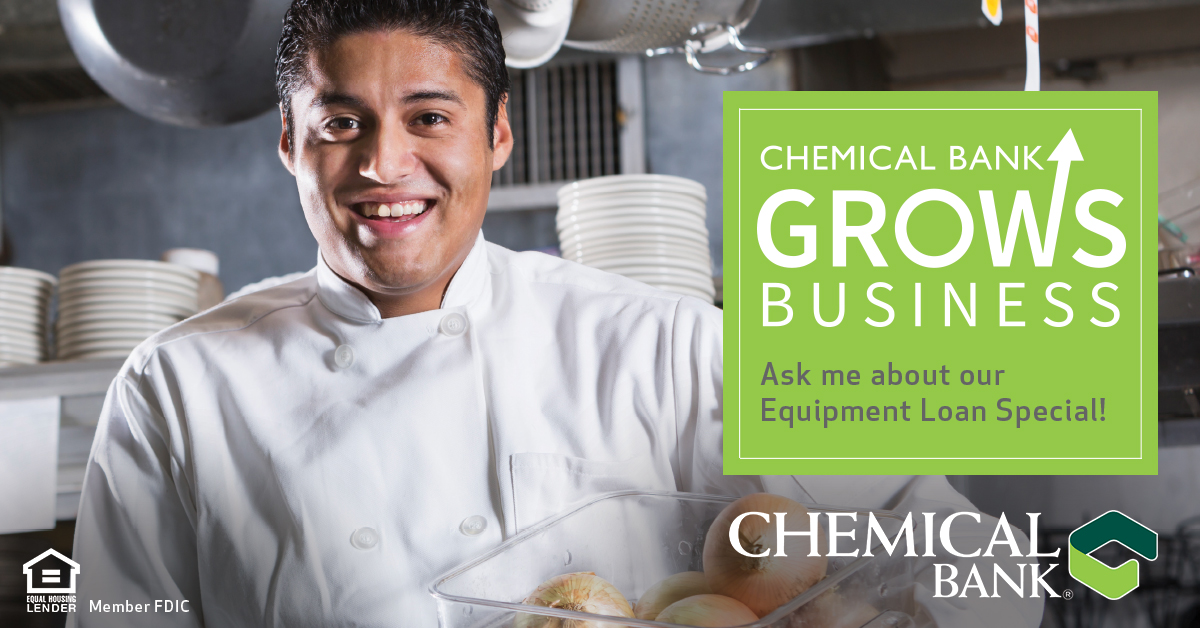 CHEMICAL BANK
GROWS
BUSINESS
Ask me about our
Equipment Loan Special!
CHEMICAL
BANK®
EQUAL HOUSING
LENDER
Member FDIC